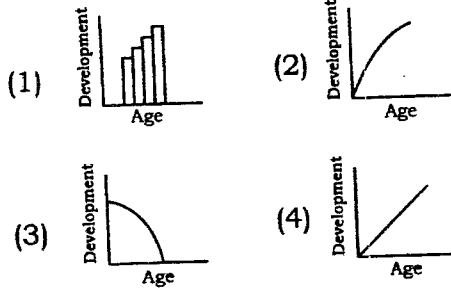 (1)
Development
Age
(2)
Development
Age
(3)
Development
Age
(4)
Development
Age